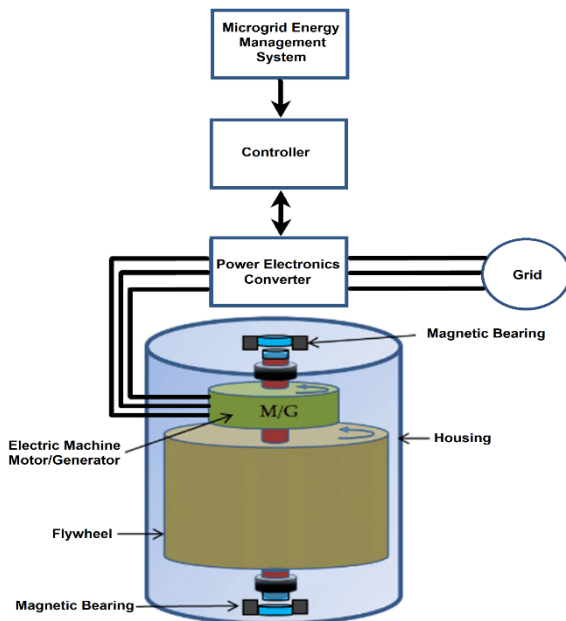 Microgrid Energy
Management
System
Controller
Power Electronics
Converter
Grid
Magnetic Bearing
M/G
Electric Machine
Motor/Generator
Housing
Flywheel
Magnetic Bearing